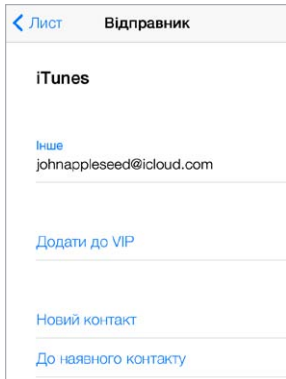 Лист Відправник
iTunes
Інше
johnappleseed@icloud.com
Додати до VIP
Новий контакт
До наявного контакту